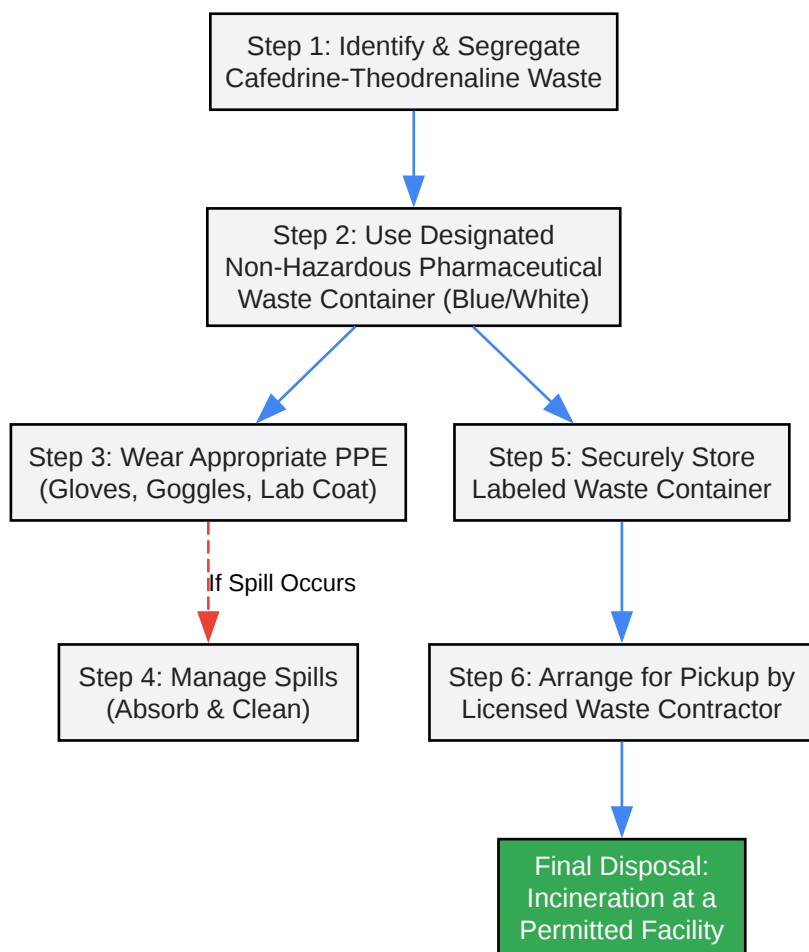 Step 1: Identify & Segregate
Cafedrine-Theodrenaline Waste
Step 2: Use Designated
Non-Hazardous Pharmaceutical
Waste Container (Blue/White)
Step 3: Wear Appropriate PPE
(Gloves, Goggles, Lab Coat)
Step 5: Securely Store
Labeled Waste Container
If Spill Occurs
Step 4: Manage Spills
(Absorb & Clean)
Step 6: Arrange for Pickup by
Licensed Waste Contractor
Final Disposal:
Incineration at a
Permitted Facility